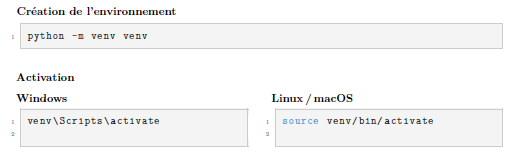 Création de l'environnement
1 python -m venv venv
Activation
Windows
1 venv\Scripts\activate
2
Linux / macOS
1 source venv/bin/activate
2